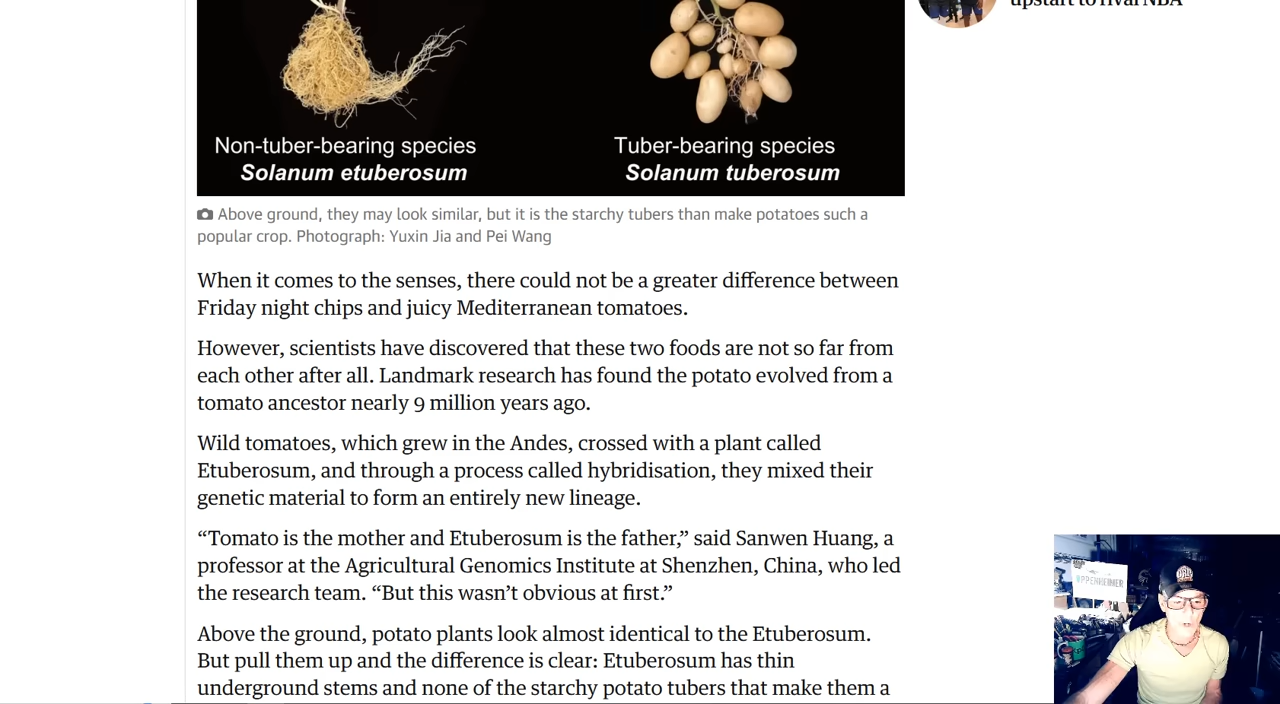 upstart to rival NBA
Non-tuber-bearing species
Solanum etuberosum
Tuber-bearing species
Solanum tuberosum
Above ground, they may look similar, but it is the starchy tubers than make potatoes such a
popular crop. Photograph: Yuxin Jia and Pei Wang
When it comes to the senses, there could not be a greater difference between
Friday night chips and juicy Mediterranean tomatoes.
However, scientists have discovered that these two foods are not so far from
each other after all. Landmark research has found the potato evolved from a
tomato ancestor nearly 9 million years ago.
Wild tomatoes, which grew in the Andes, crossed with a plant called
Etuberosum, and through a process called hybridisation, they mixed their
genetic material to form an entirely new lineage.
“Tomato is the mother and Etuberosum is the father,” said Sanwen Huang, a
professor at the Agricultural Genomics Institute at Shenzhen, China, who led
the research team. “But this wasn’t obvious at first.”
Above the ground, potato plants look almost identical to the Etuberosum.
But pull them up and the difference is clear: Etuberosum has thin
underground stems and none of the starchy potato tubers that make them a